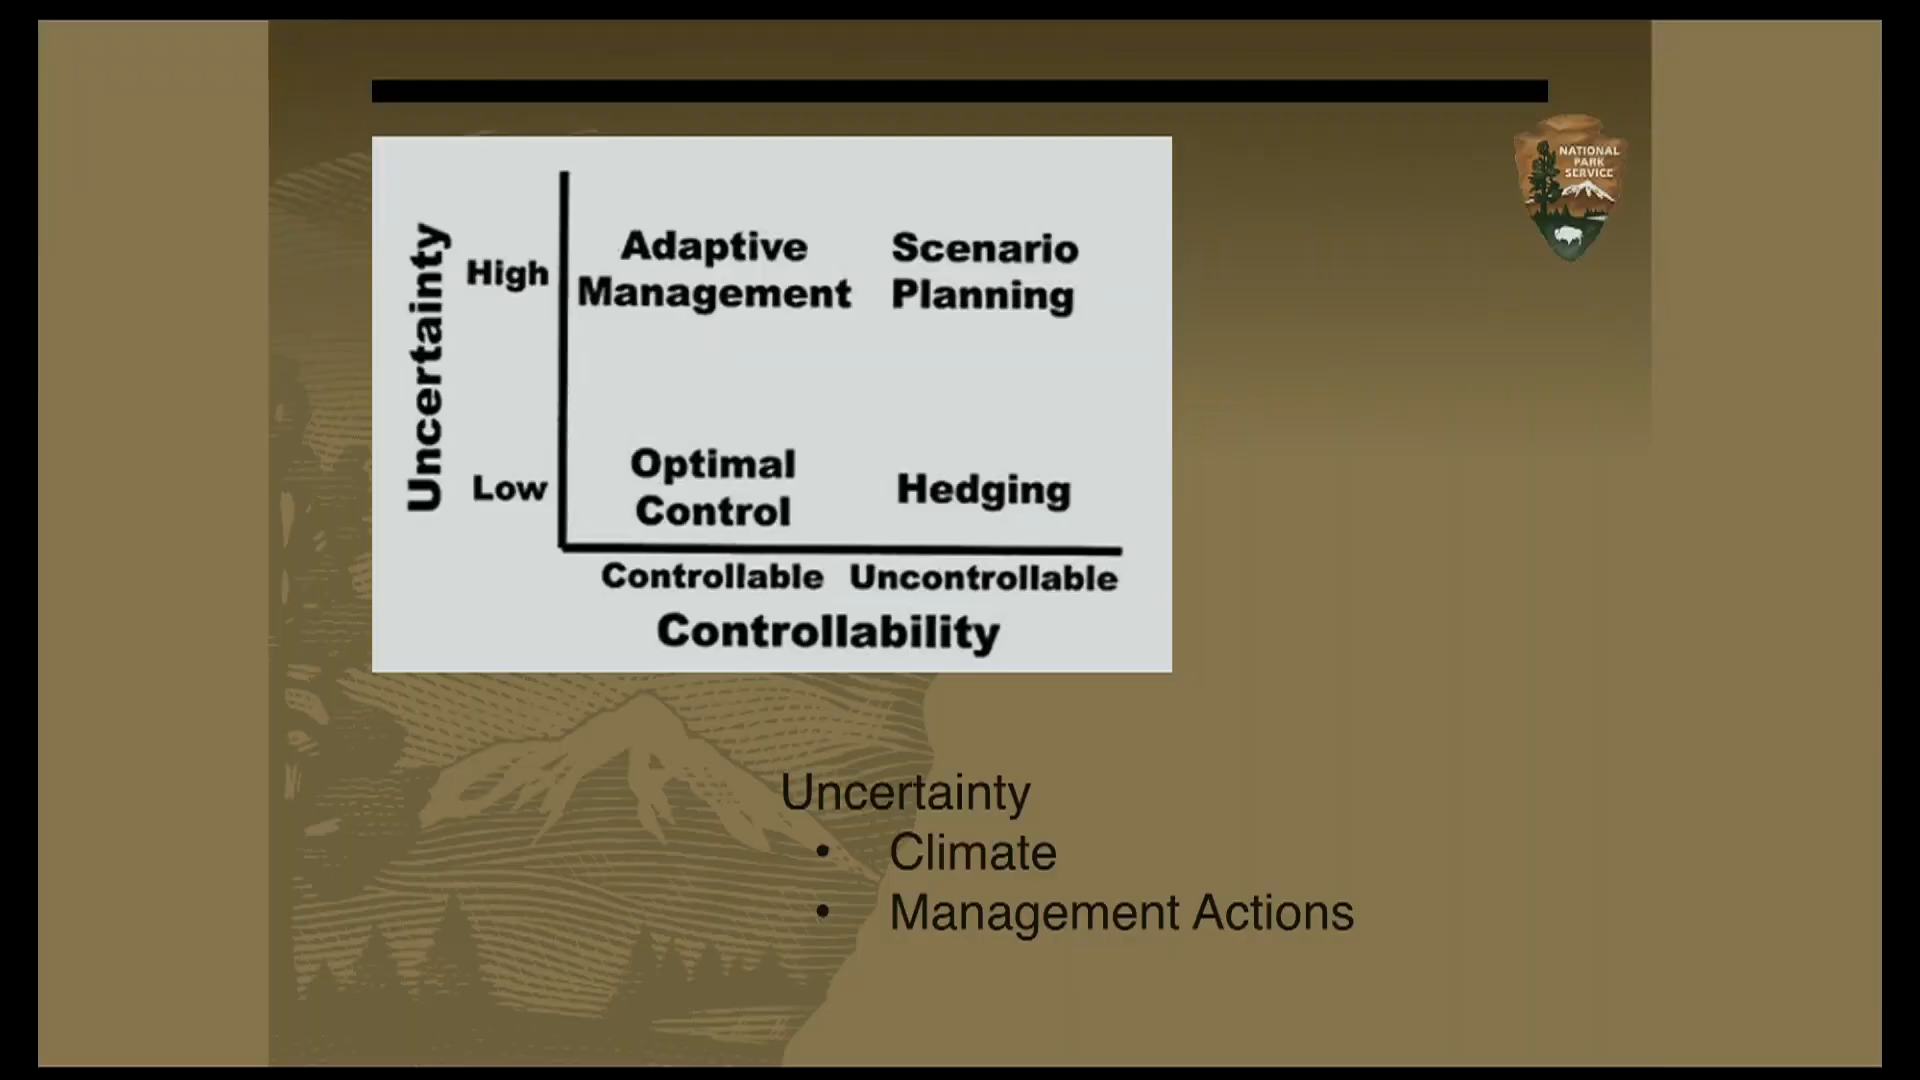 NATIONAL
PARK
SERVICE
Uncertainty
High
Low
Adaptive
Management
Scenario
Planning
Optimal
Control
Hedging
Controllable
Uncontrollable
Controllability
Uncertainty
• Climate
• Management Actions